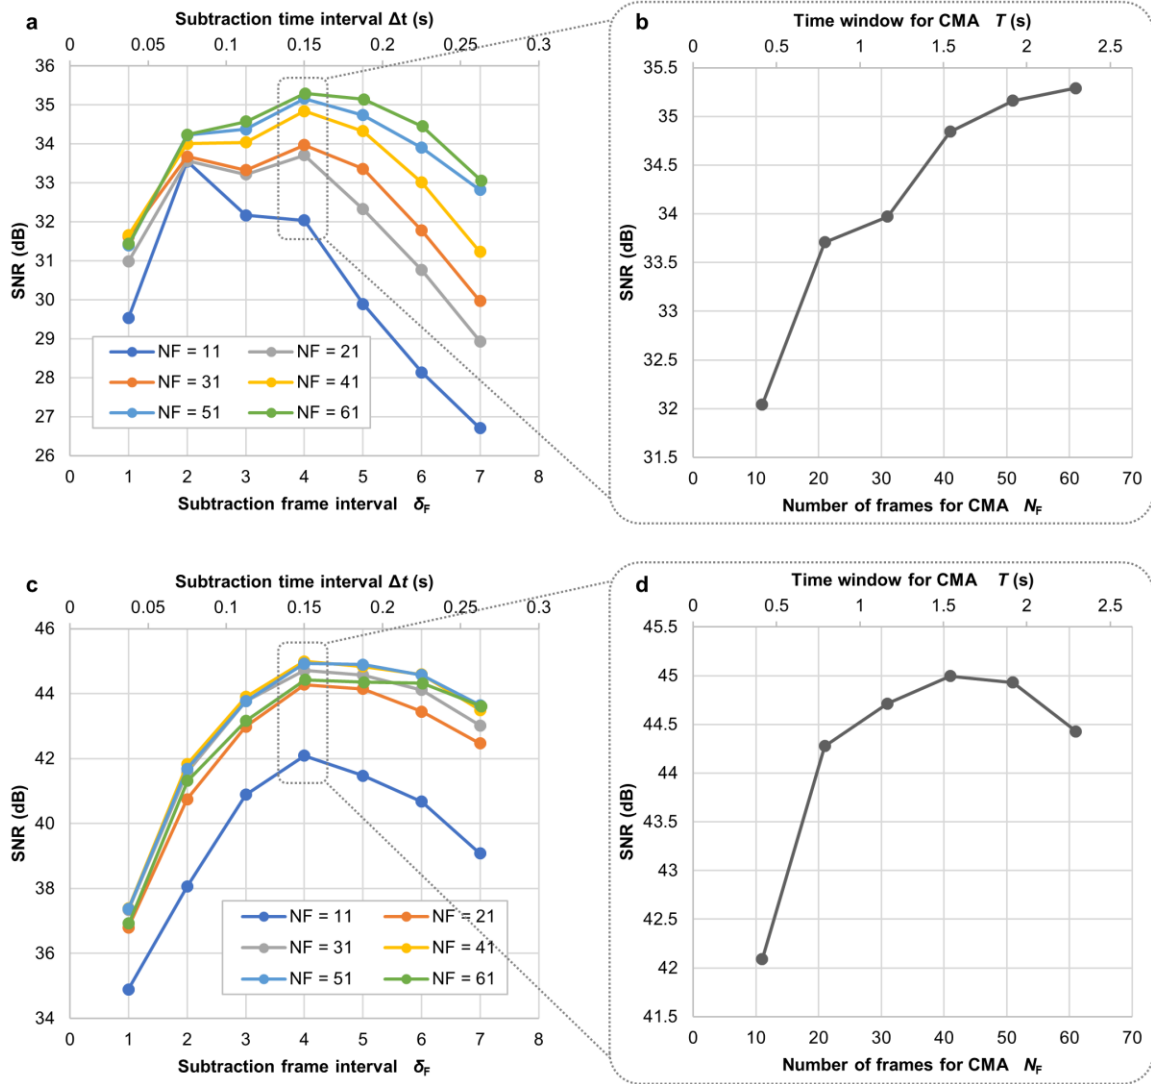 a
Subtraction time interval Δt (s)
0 0.05 0.1 0.15 0.2 0.25 0.3
36
35
34
33
32
31
30
29
28
27
26
SNR (dB)
NF = 11 NF = 21
NF = 31 NF = 41
NF = 51 NF = 61
0 1 2 3 4 5 6 7 8
Subtraction frame interval δF
b
Time window for CMA T (s)
0 0.5 1 1.5 2 2.5
35.5
35
34.5
34
33.5
33
32.5
32
31.5
SNR (dB)
0 10 20 30 40 50 60 70
Number of frames for CMA NF
c
Subtraction time interval Δt (s)
0 0.05 0.1 0.15 0.2 0.25 0.3
46
44
42
40
38
36
34
SNR (dB)
NF = 11 NF = 21
NF = 31 NF = 41
NF = 51 NF = 61
0 1 2 3 4 5 6 7 8
Subtraction frame interval δF
d
Time window for CMA T (s)
0 0.5 1 1.5 2 2.5
45.5
45
44.5
44
43.5
43
42.5
42
41.5
SNR (dB)
0 10 20 30 40 50 60 70
Number of frames for CMA NF